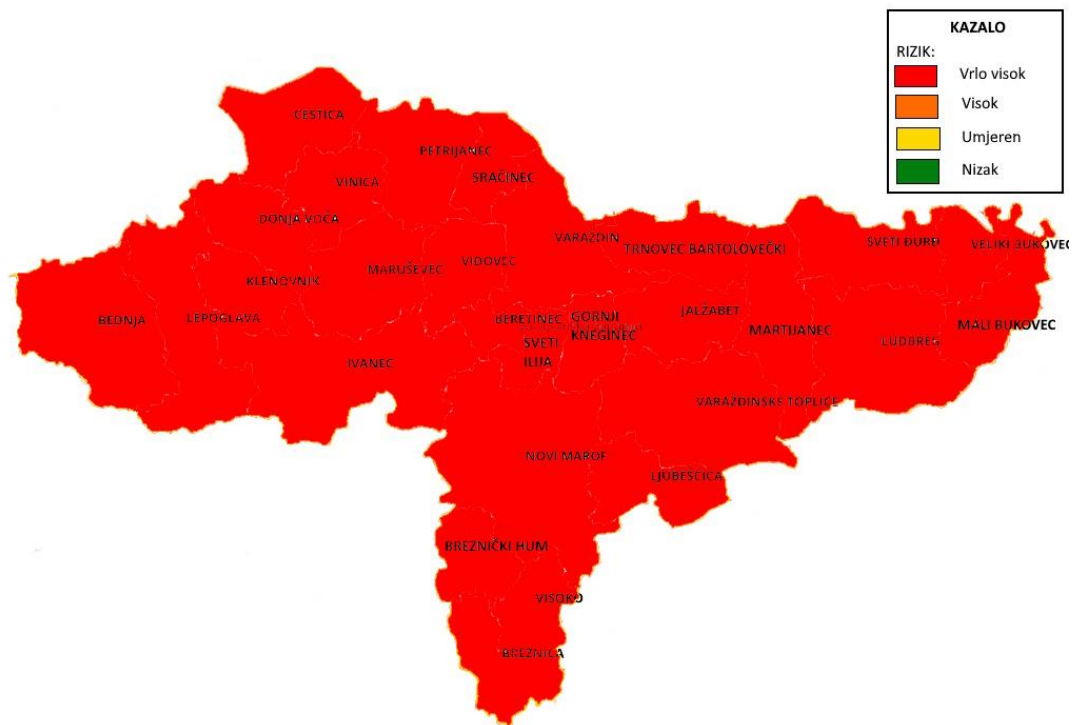 KAZALO
RIZIK:
Vrlo visok
Visok
Umjeren
Nizak
CESTICA
PETRIJANEC
SRAČINEC
VINICA
DONJA VOĆA
VARAŽDIN
TRNOVEC BARTOLOVEČKI
SVETI ĐURĐ
VELIKI BUKOVEC
VIDOVEC
MARUŠEVEC
KLENOVNIK
BEDNJA
LEPOGLAVA
BERETINEC
GORNJI
KNEGINEC
JALŽABET
MARTIJANEC
MALI BUKOVEC
SVETI
ILIJA
LUDBREG
IVANEC
VARAŽDINSKE TOPLICE
NOVI MAROF
LJUBEŠĆICA
BREZNIČKI HUM
VISOKO
BREZNICA